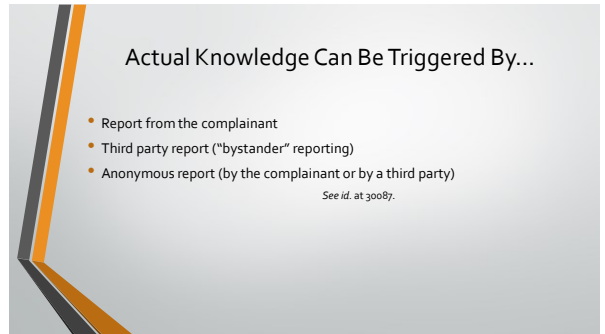 Actual Knowledge Can Be Triggered By...
• Report from the complainant
• Third party report ("bystander" reporting)
• Anonymous report (by the complainant or by a third party)
See id. at 30087.